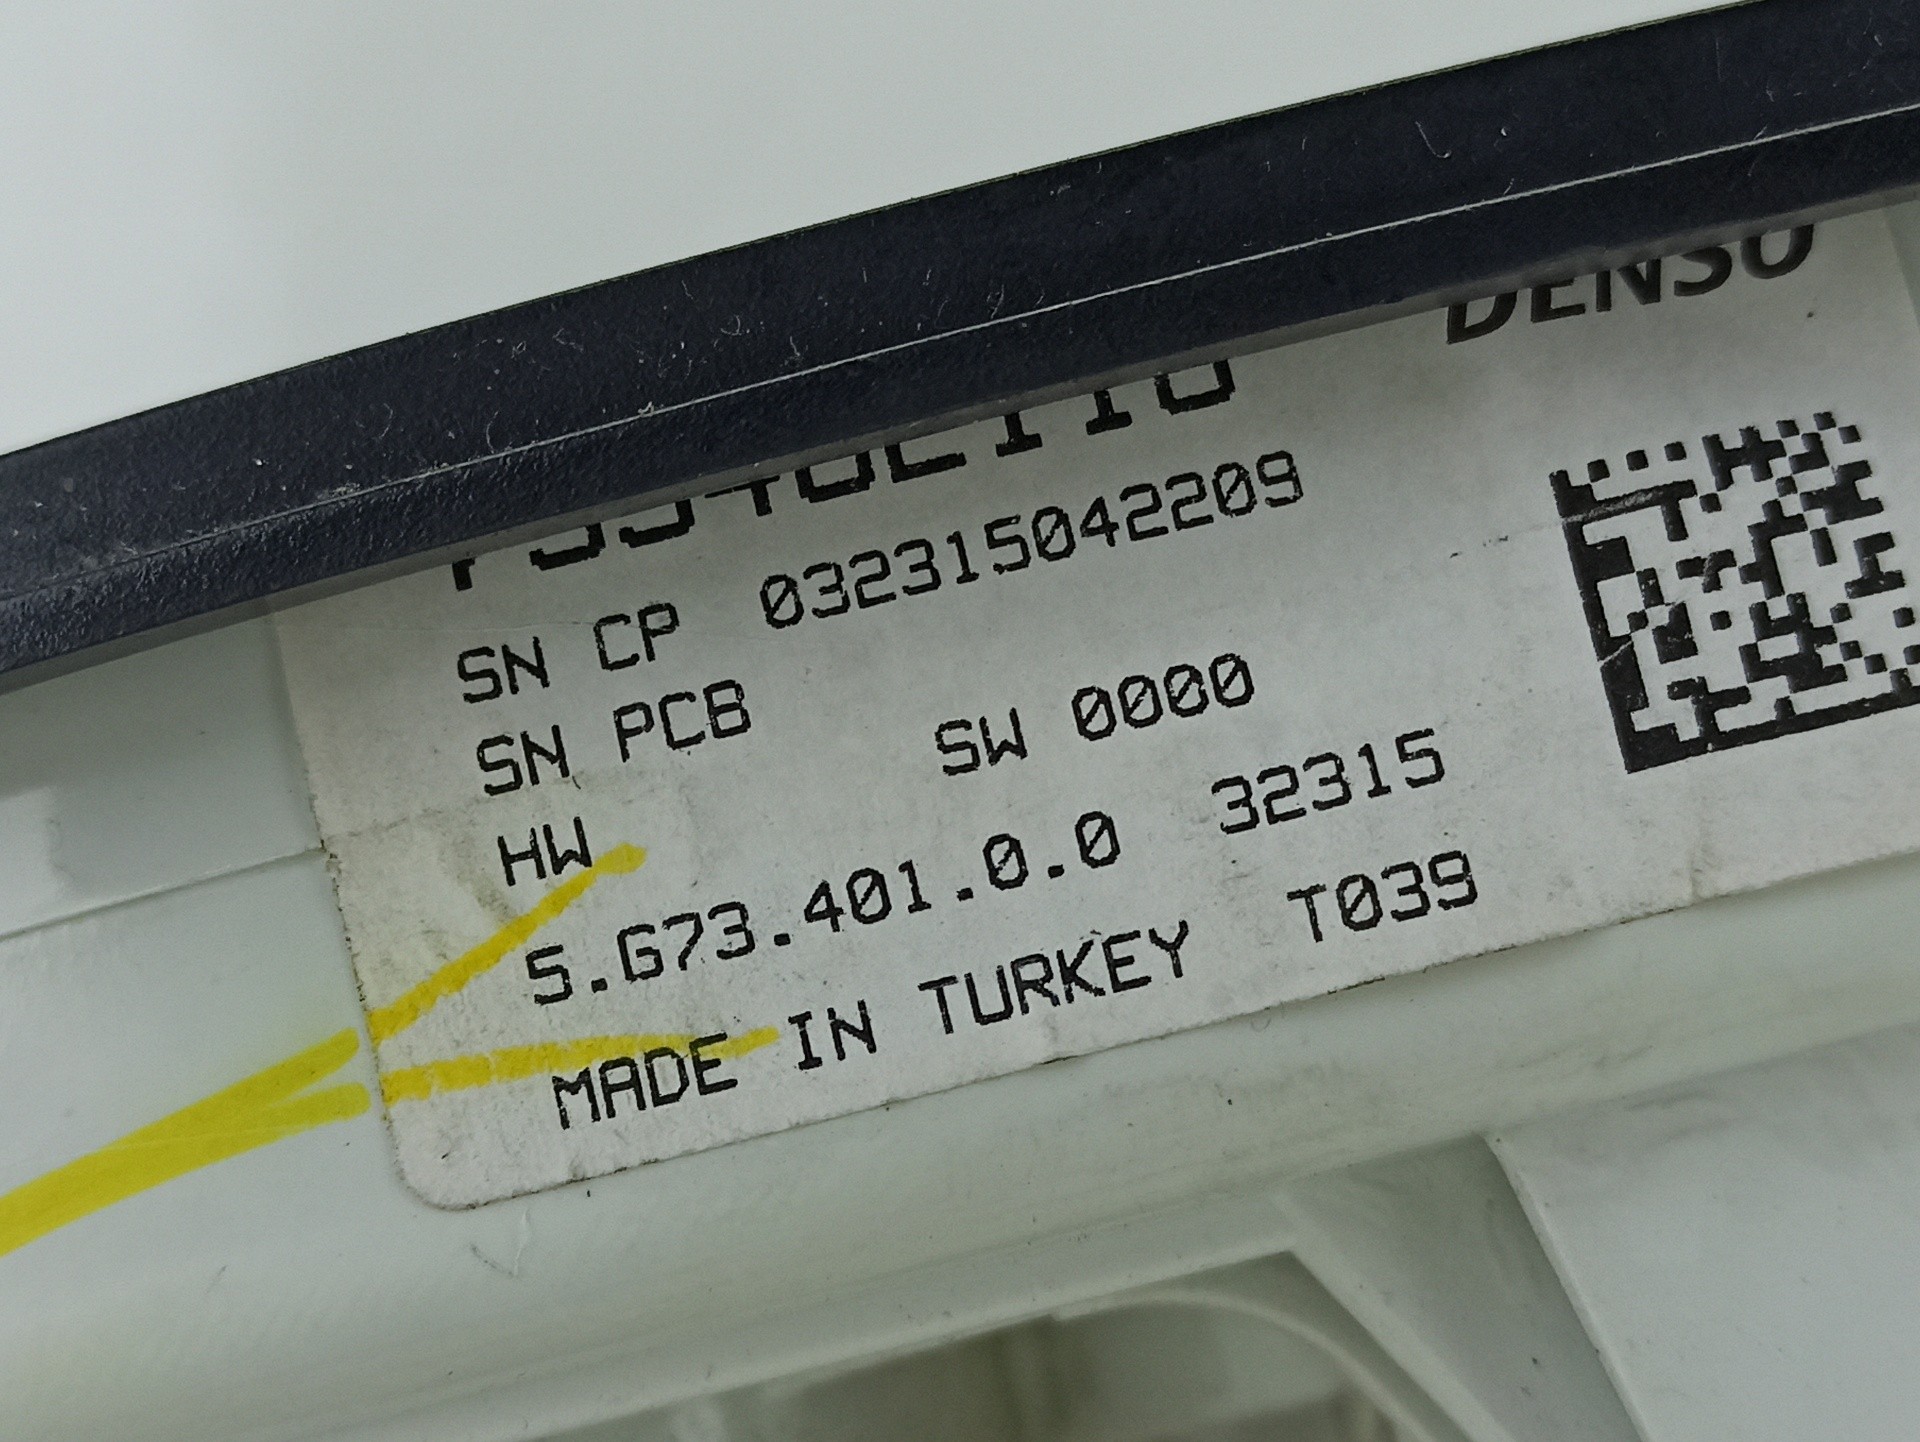 DENSO
SN CP 032315042209
SN PCB
HW SW 0000
5.G73.401.0.0 32315
MADE IN TURKEY T039